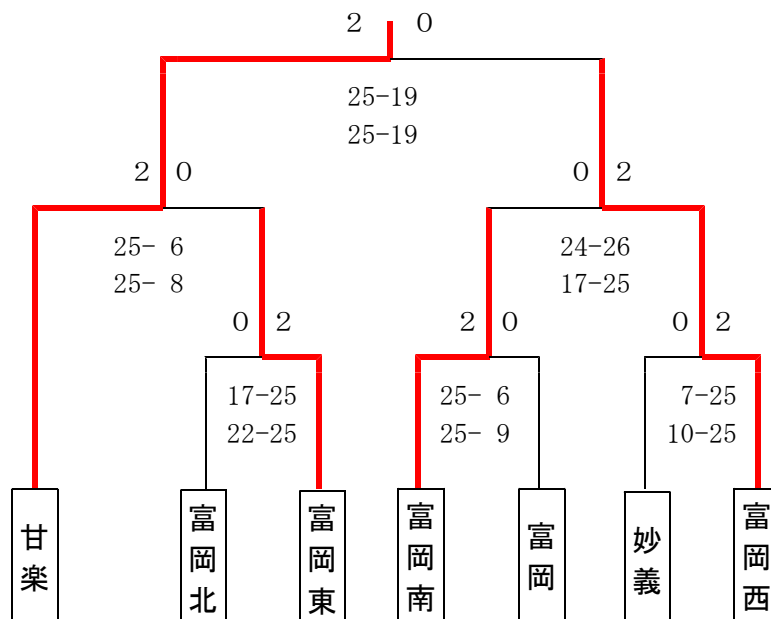 ２ ０
25-19
25-19
２ ０
０ ２
25- 6
25- 8
24-26
17-25
０ ２
２ ０
０ ２
17-25
22-25
25- 6
25- 9
7-25
10-25
甘楽
富岡北
富岡東
富岡南
富岡
妙義
富岡西